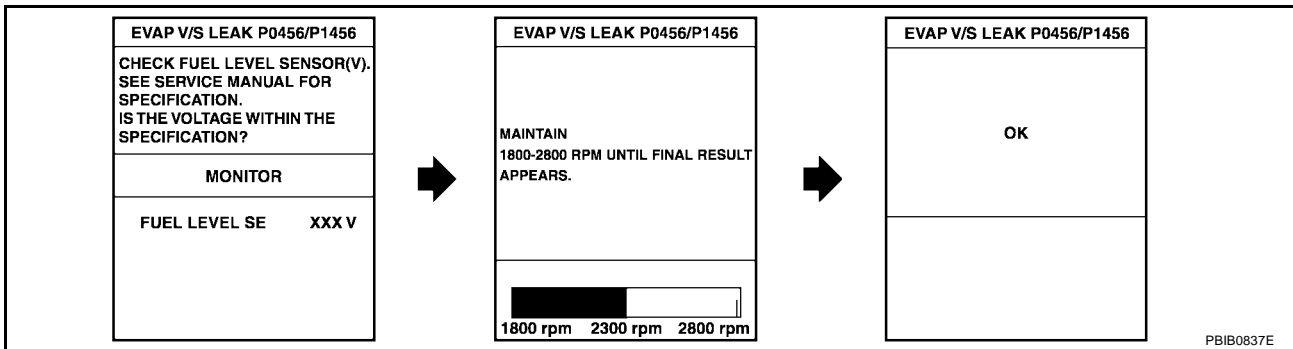 EVAP V/S LEAK P0456/P1456
CHECK FUEL LEVEL SENSOR(V).
SEE SERVICE MANUAL FOR
SPECIFICATION.
IS THE VOLTAGE WITHIN THE
SPECIFICATION?
MONITOR
FUEL LEVEL SE XXX V
EVAP V/S LEAK P0456/P1456
MAINTAIN
1800-2800 RPM UNTIL FINAL RESULT
APPEARS.
1800 rpm 2300 rpm 2800 rpm
EVAP V/S LEAK P0456/P1456
OK
PBIB0837E